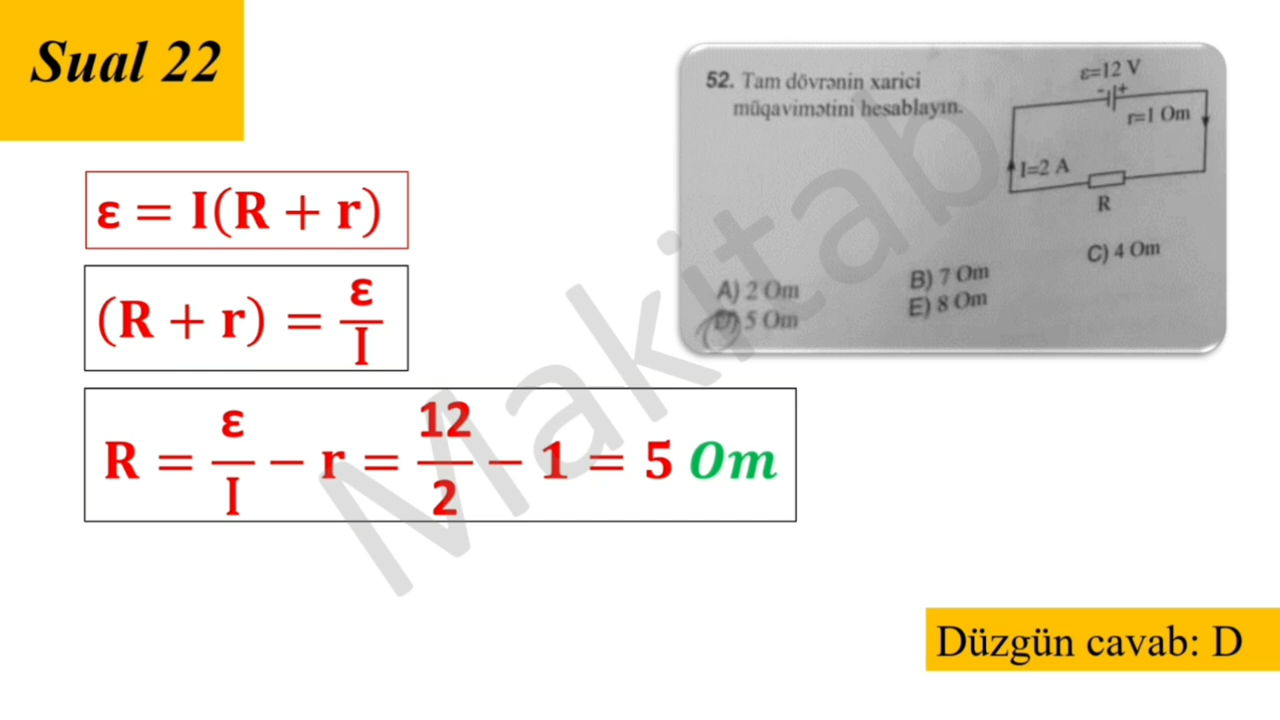 Sual 22
52. Tam dövrənin xarici
müqavimətini hesablayın.
ε=12 V
- +
r=1 Om
I=2 A
R
A) 2 Om
B) 7 Om
C) 4 Om
D) 5 Om
E) 8 Om
ε = I(R + r)
(R + r) = ε/I
R = ε/I − r = 12/2 − 1 = 5 Om
Düzgün cavab: D
Makitab